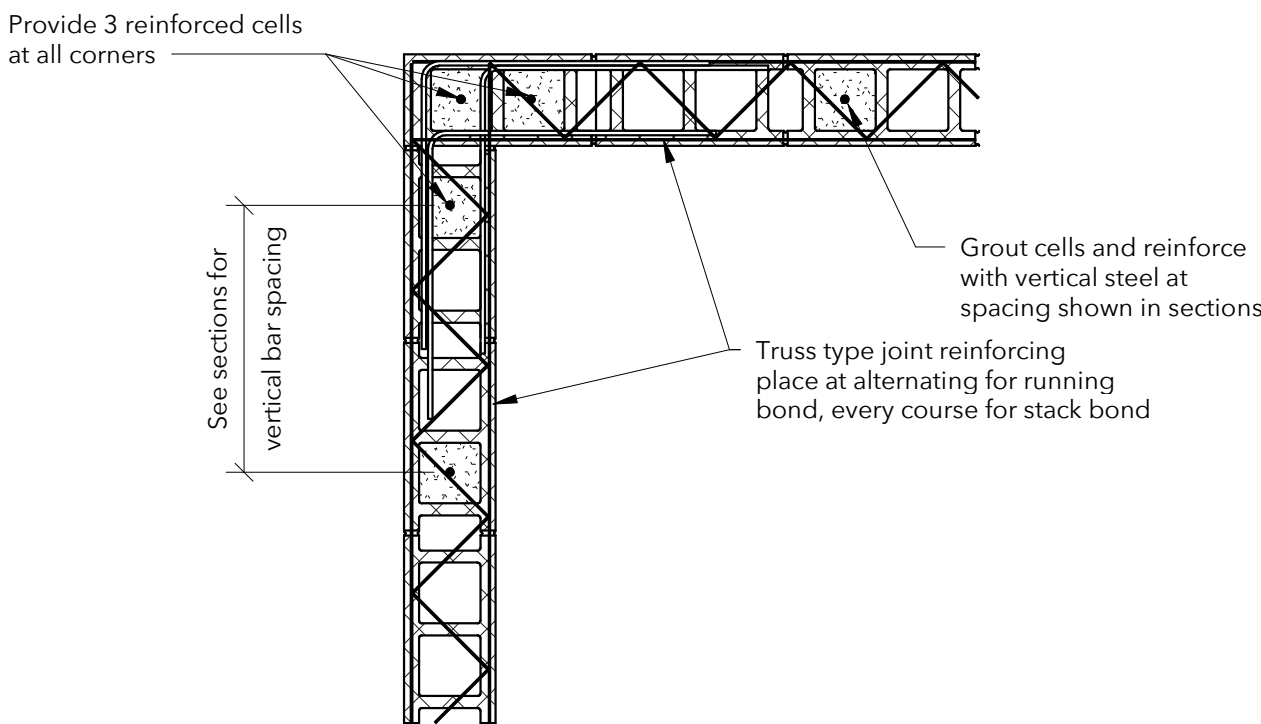 Provide 3 reinforced cells
at all corners
See sections for
vertical bar spacing
Grout cells and reinforce
with vertical steel at
spacing shown in sections
Truss type joint reinforcing
place at alternating for running
bond, every course for stack bond